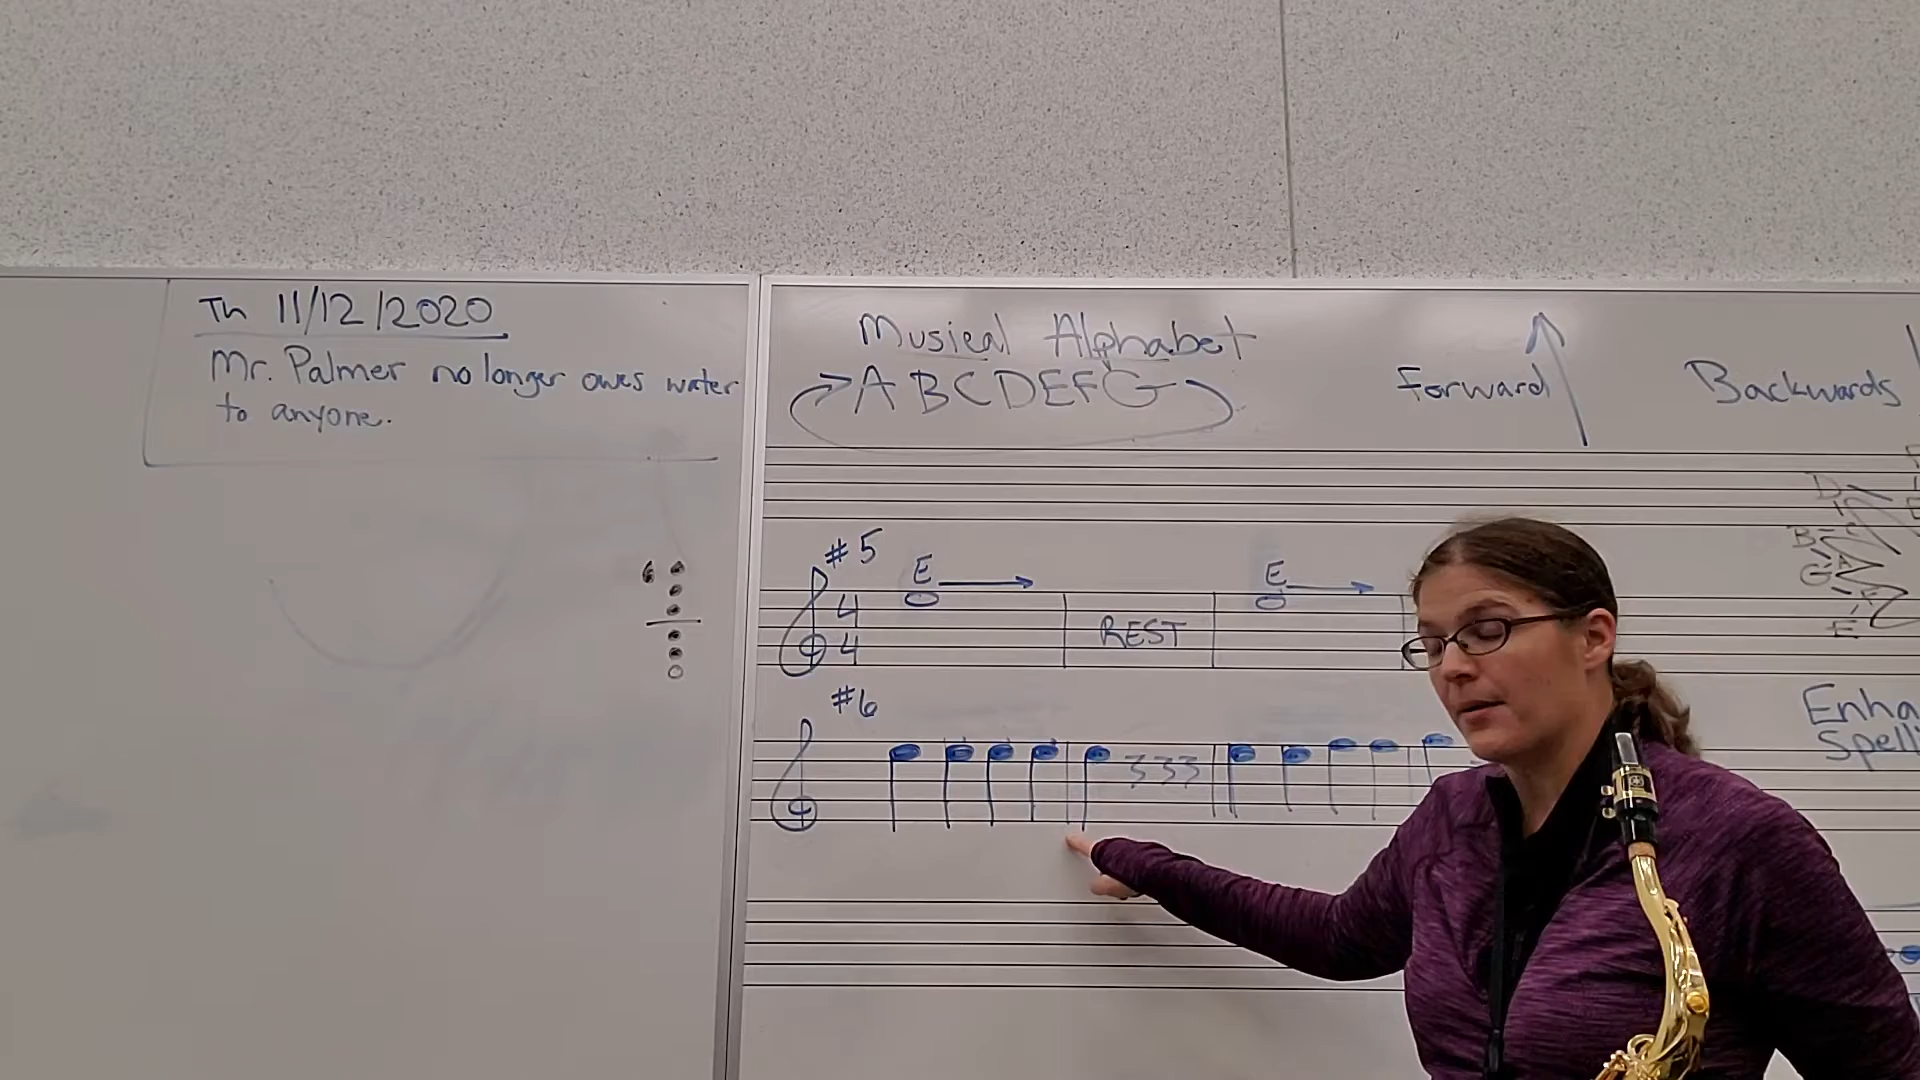 Th 11/12/2020
Mr. Palmer no longer owes water
to anyone.
Musical Alphabet
A B C D E F G
Forward
Backwards
#5
E
E
4
4
REST
#6
D
B
G
E